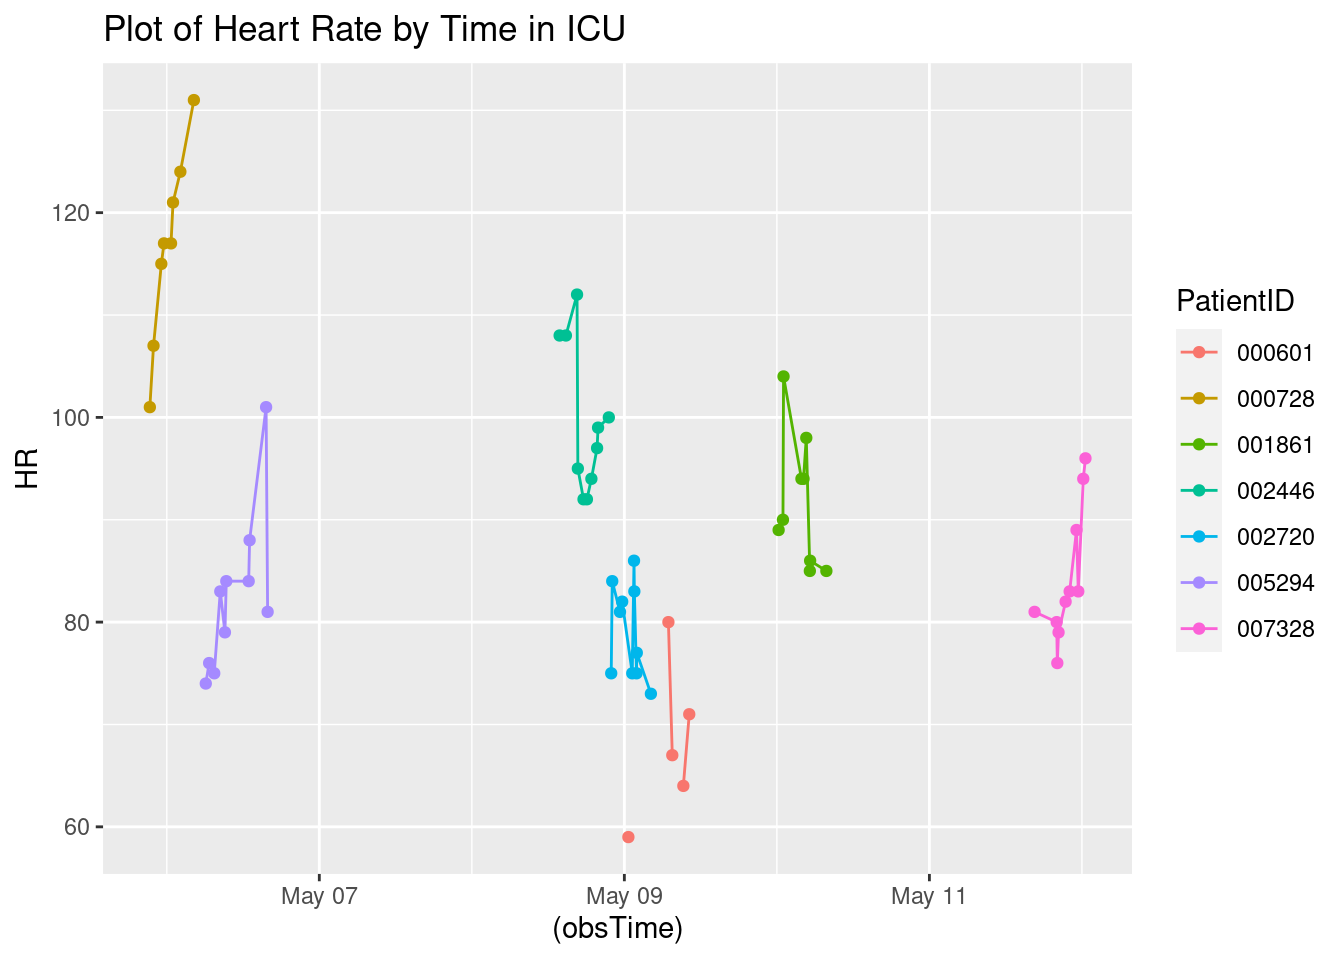 Plot of Heart Rate by Time in ICU
HR
120
100
80
60
May 07
May 09
May 11
(obsTime)
PatientID
000601
000728
001861
002446
002720
005294
007328